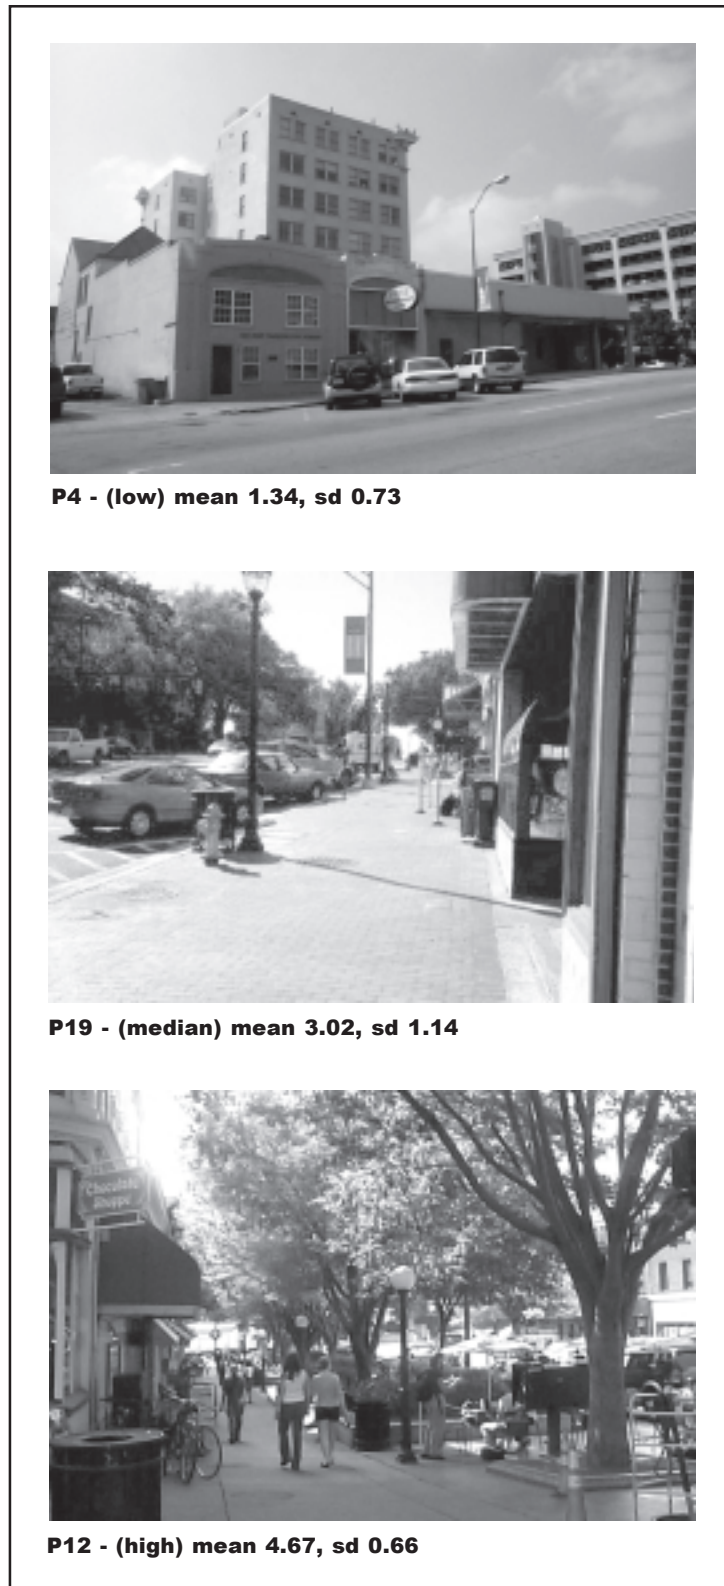 P4 - (low) mean 1.34, sd 0.73
P19 - (median) mean 3.02, sd 1.14
Chocolate
Shoppe
P12 - (high) mean 4.67, sd 0.66